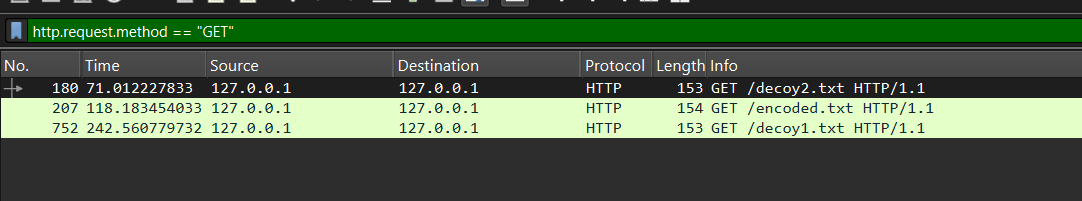 http.request.method == "GET"
No. Time Source Destination Protocol Length Info
180 71.012227833 127.0.0.1 127.0.0.1 HTTP 153 GET /decoy2.txt HTTP/1.1
207 118.183454033 127.0.0.1 127.0.0.1 HTTP 154 GET /encoded.txt HTTP/1.1
752 242.560779732 127.0.0.1 127.0.0.1 HTTP 153 GET /decoy1.txt HTTP/1.1